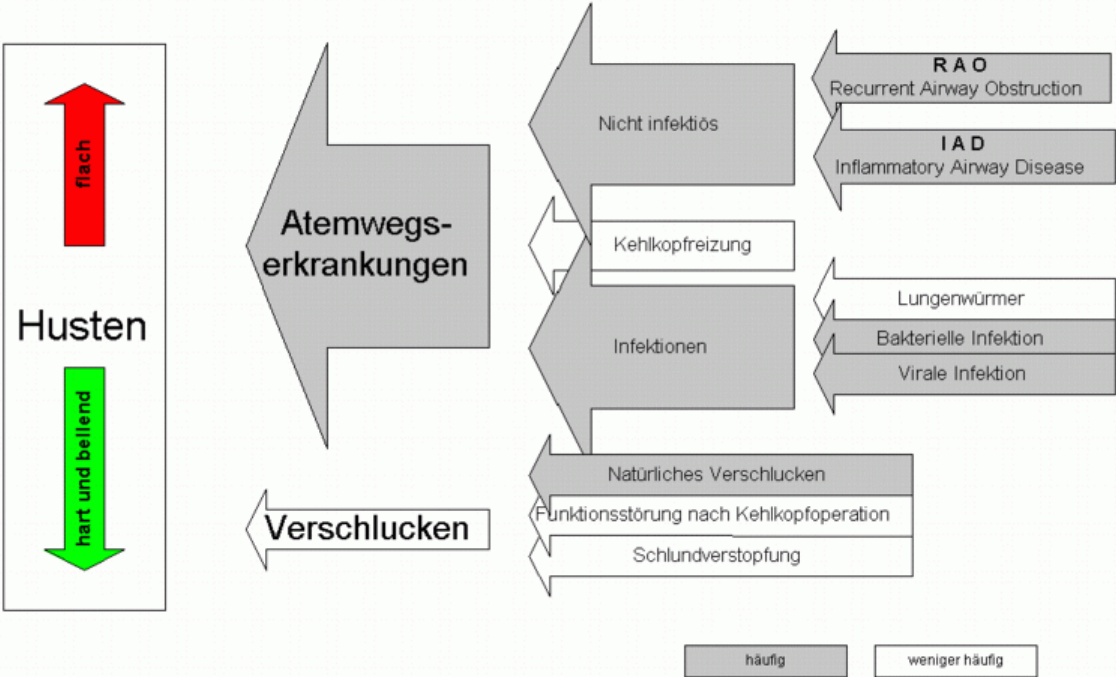 flach
Husten
hart und bellend
Atemwegs-
erkrankungen
Verschlucken
Nicht infektiös
Kehlkopfreizung
Infektionen
Natürliches Verschlucken
Funktionsstörung nach Kehlkopfoperation
Schlundverstopfung
R A O
Recurrent Airway Obstruction
I A D
Inflammatory Airway Disease
Lungenwürmer
Bakterielle Infektion
Virale Infektion
häufig
weniger häufig